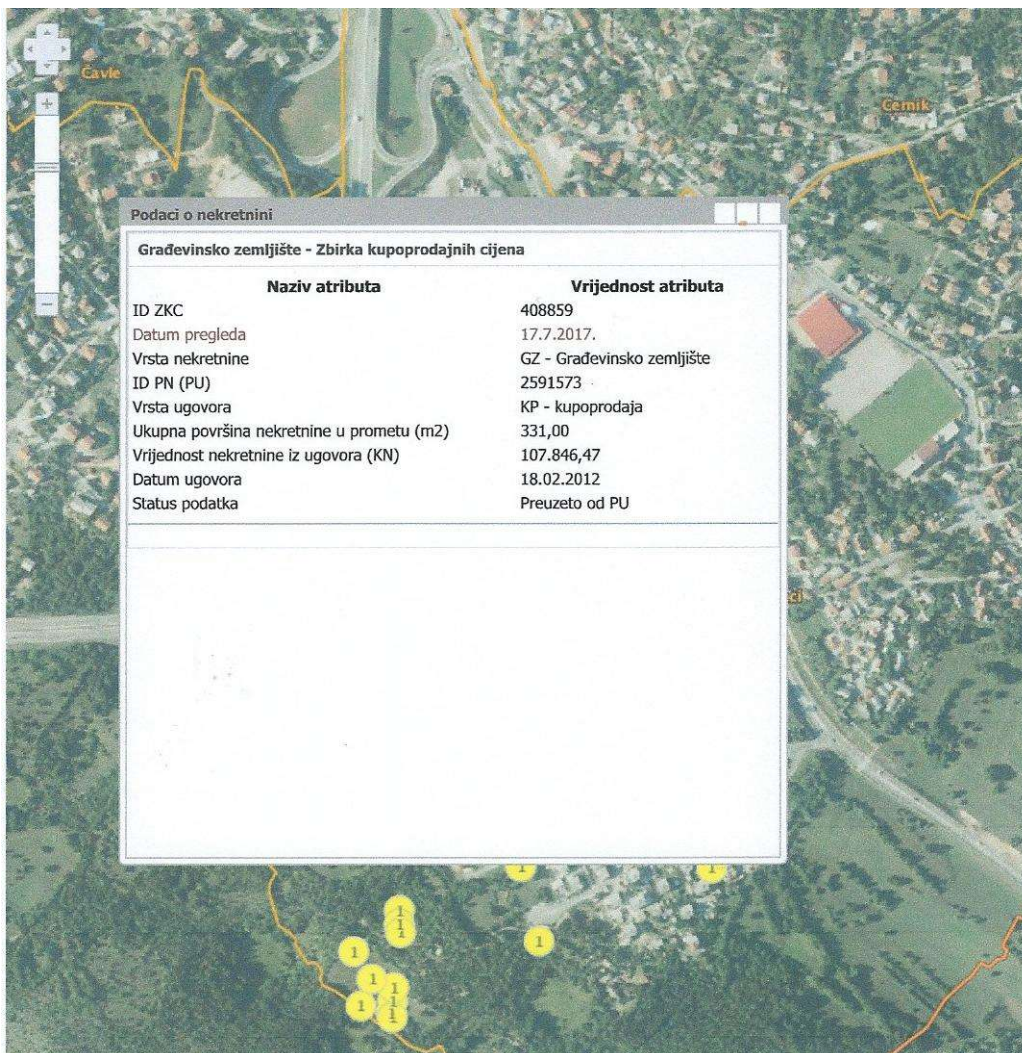 Čavle
Cernik
+
Podaci o nekretnini
Građevinsko zemljište - Zbirka kupoprodajnih cijena
Naziv atributa Vrijednost atributa
ID ZKC 408859
Datum pregleda 17.7.2017.
Vrsta nekretnine GZ - Građevinsko zemljište
ID PN (PU) 2591573
Vrsta ugovora KP - kupoprodaja
Ukupna površina nekretnine u prometu (m2) 331,00
Vrijednost nekretnine iz ugovora (KN) 107.846,47
Datum ugovora 18.02.2012
Status podatka Preuzeto od PU
ci
-
1 1
1
1
1
1
1
1
1
1
1
1